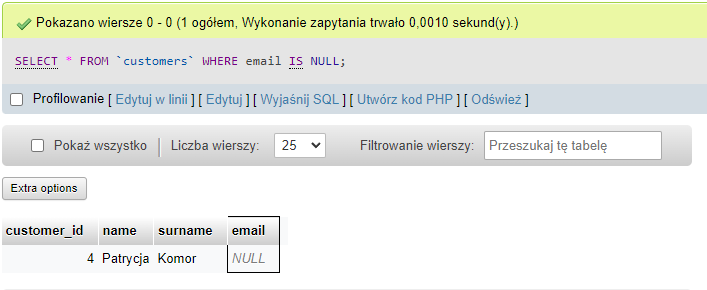 Pokazano wiersze 0 - 0 (1 ogółem, Wykonanie zapytania trwało 0,0010 sekund(y).)
SELECT * FROM `customers` WHERE email IS NULL;
Profilowanie [ Edytuj w linii ] [ Edytuj ] [ Wyjaśnij SQL ] [ Utwórz kod PHP ] [ Odśwież ]
Pokaż wszystko | Liczba wierszy: 25 Filtrowanie wierszy: Przeszukaj tę tabelę
Extra options
customer_id name surname email
4 Patrycja Komor NULL